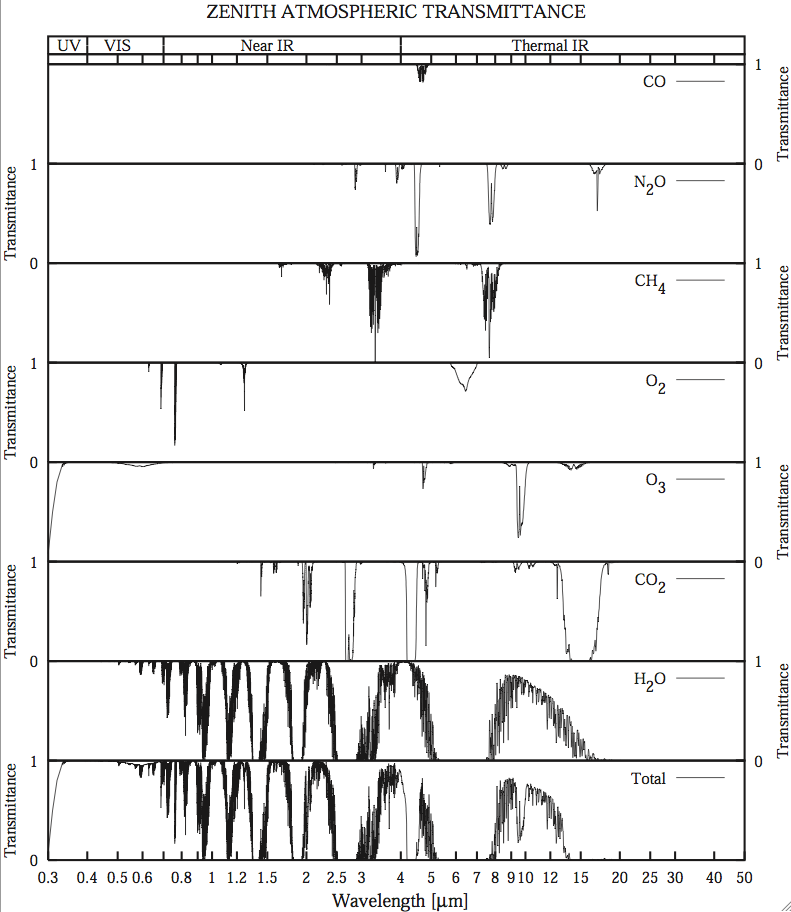 ZENITH ATMOSPHERIC TRANSMITTANCE
UV VIS Near IR Thermal IR
1
CO
Transmittance
1 0
N2O
Transmittance
0 1
CH4
Transmittance
1 0
O2
Transmittance
0 1
O3
Transmittance
1 0
CO2
Transmittance
0 1
H2O
Transmittance
1 0
Total
Transmittance
0
0.3 0.4 0.5 0.6 0.8 1 1.2 1.5 2 2.5 3 4 5 6 7 8 9 10 12 15 20 25 30 40 50
Wavelength [μm]